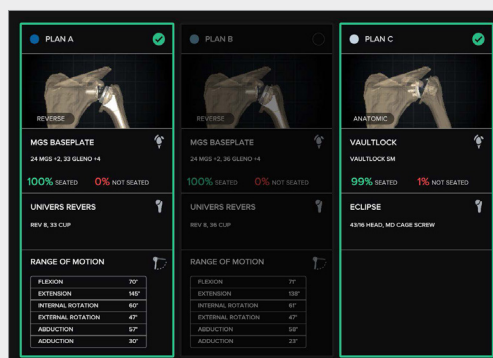 PLAN A
REVERSE
MGS BASEPLATE
24 MGS +2, 33 GLENO +4
100% SEATED 0% NOT SEATED
UNIVERS REVERS
REV 8, 33 CUP
RANGE OF MOTION
FLEXION 70°
EXTENSION 145°
INTERNAL ROTATION 60°
EXTERNAL ROTATION 47°
ABDUCTION 57°
ADDUCTION 30°
PLAN B
REVERSE
MGS BASEPLATE
24 MGS +2, 36 GLENO +4
100% SEATED 0% NOT SEATED
UNIVERS REVERS
REV 8, 36 CUP
RANGE OF MOTION
FLEXION 71°
EXTENSION 138°
INTERNAL ROTATION 61°
EXTERNAL ROTATION 47°
ABDUCTION 58°
ADDUCTION 23°
PLAN C
ANATOMIC
VAULTLOCK
VAULTLOCK SM
99% SEATED 1% NOT SEATED
ECLIPSE
43/16 HEAD, MD CAGE SCREW